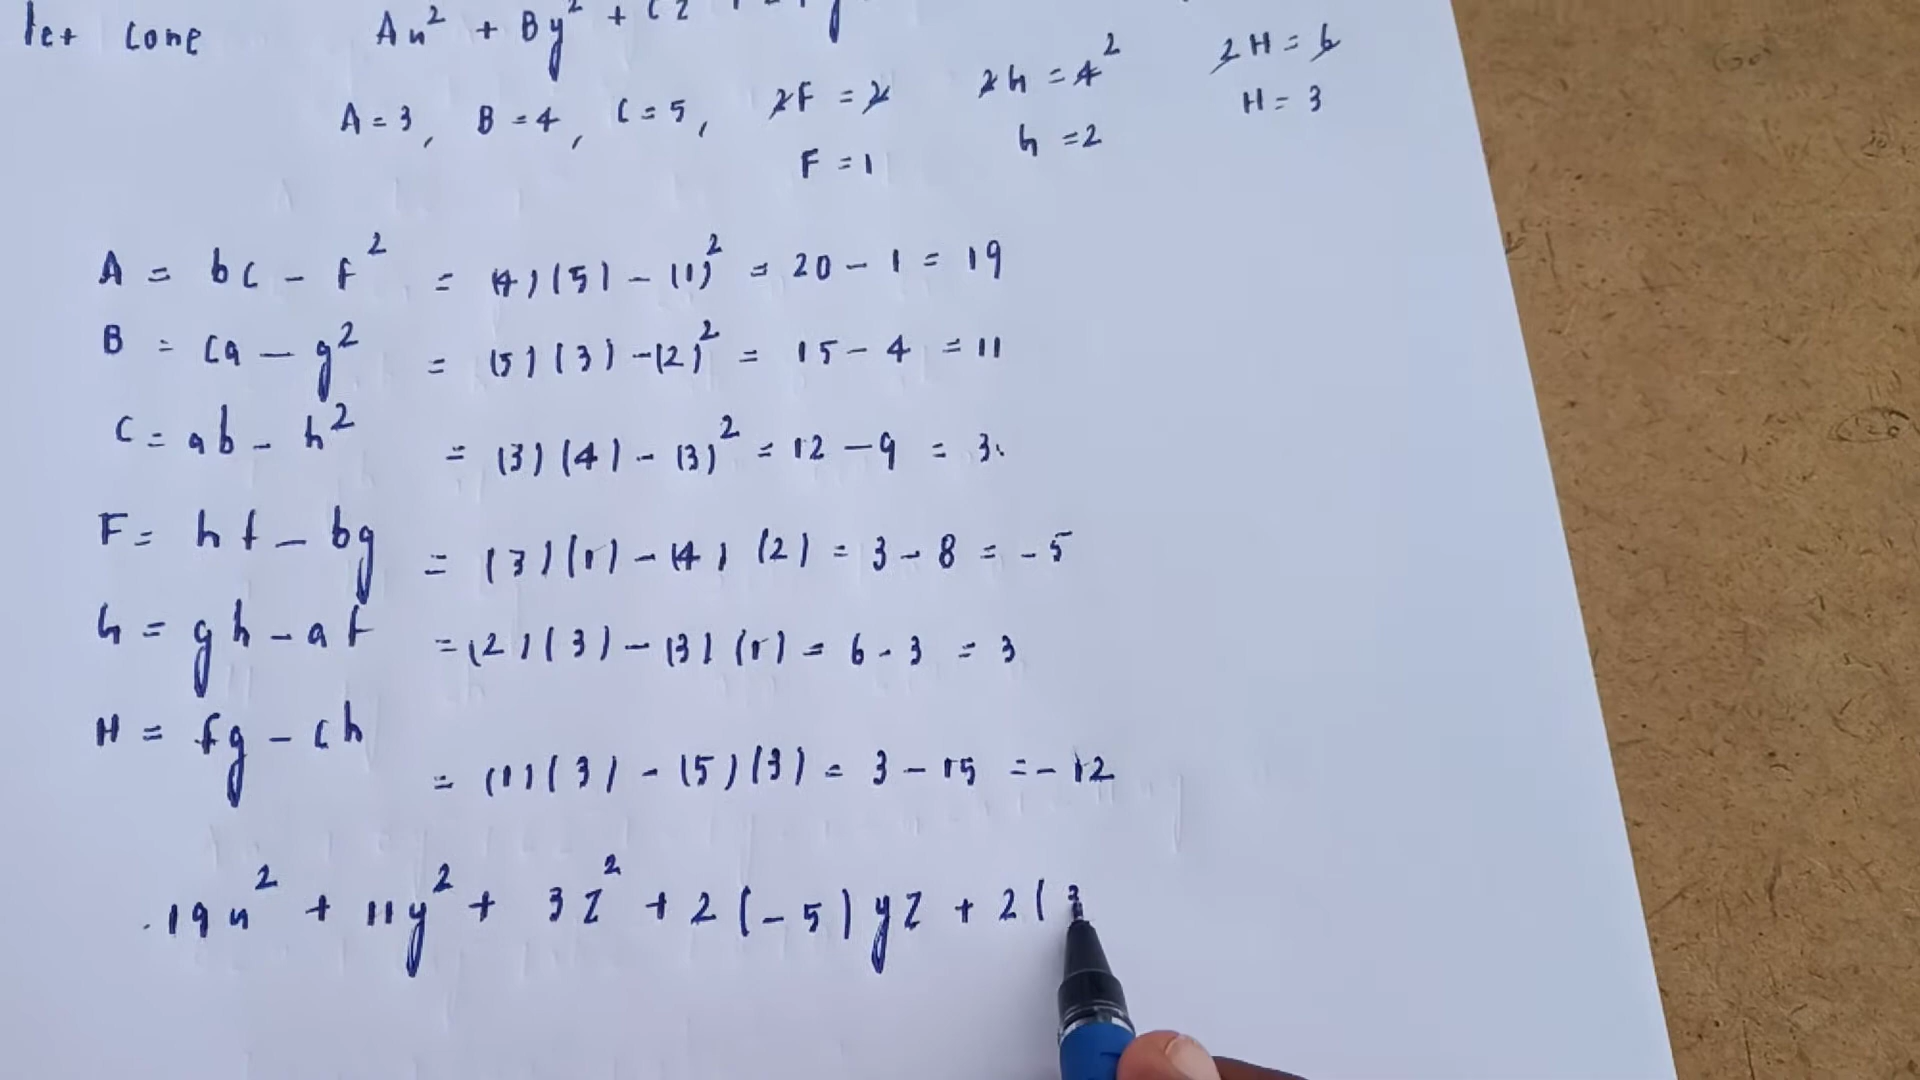 let cone Ax² + By² + Cz
A = 3, B = 4, C = 5, 2F = 2 2G = 4 2 2H = 6
F = 1 G = 2 H = 3
A = bc - f² = (4)(5) - (1)² = 20 - 1 = 19
B = ca - g² = (5)(3) - (2)² = 15 - 4 = 11
C = ab - h² = (3)(4) - (3)² = 12 - 9 = 3.
F = hf - bg = (3)(1) - (4)(2) = 3 - 8 = -5
G = gh - af = (2)(3) - (3)(1) = 6 - 3 = 3
H = fg - ch = (1)(3) - (5)(3) = 3 - 15 = -12
19x² + 11y² + 3z² + 2(-5)yz + 2(3